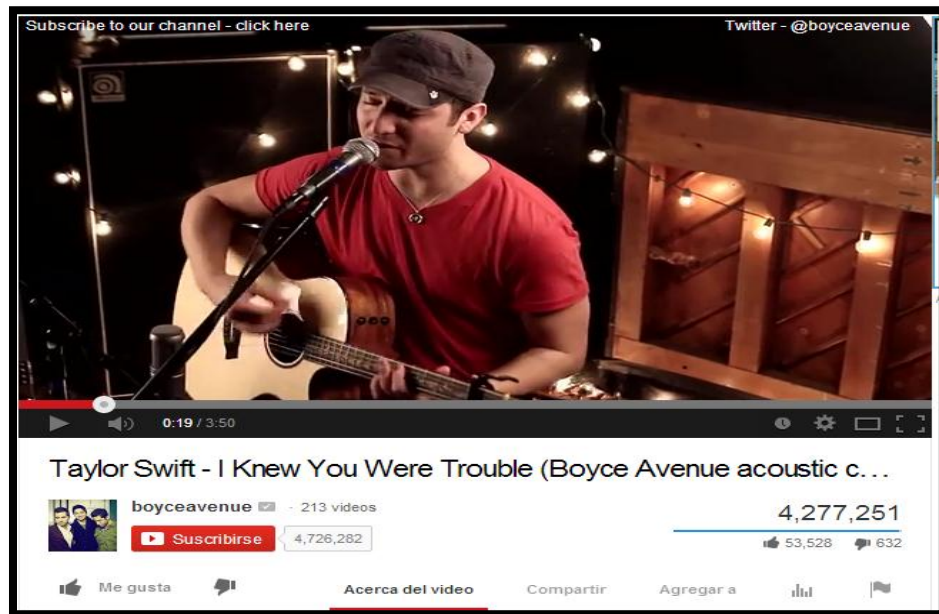 Subscribe to our channel - click here
Twitter - @boyceavenue
0:19 / 3:50
Taylor Swift - I Knew You Were Trouble (Boyce Avenue acoustic c...
boyceavenue · 213 videos
Suscribirse 4,726,282
4,277,251
53,528 632
Me gusta
Acerca del video Compartir Agregar a